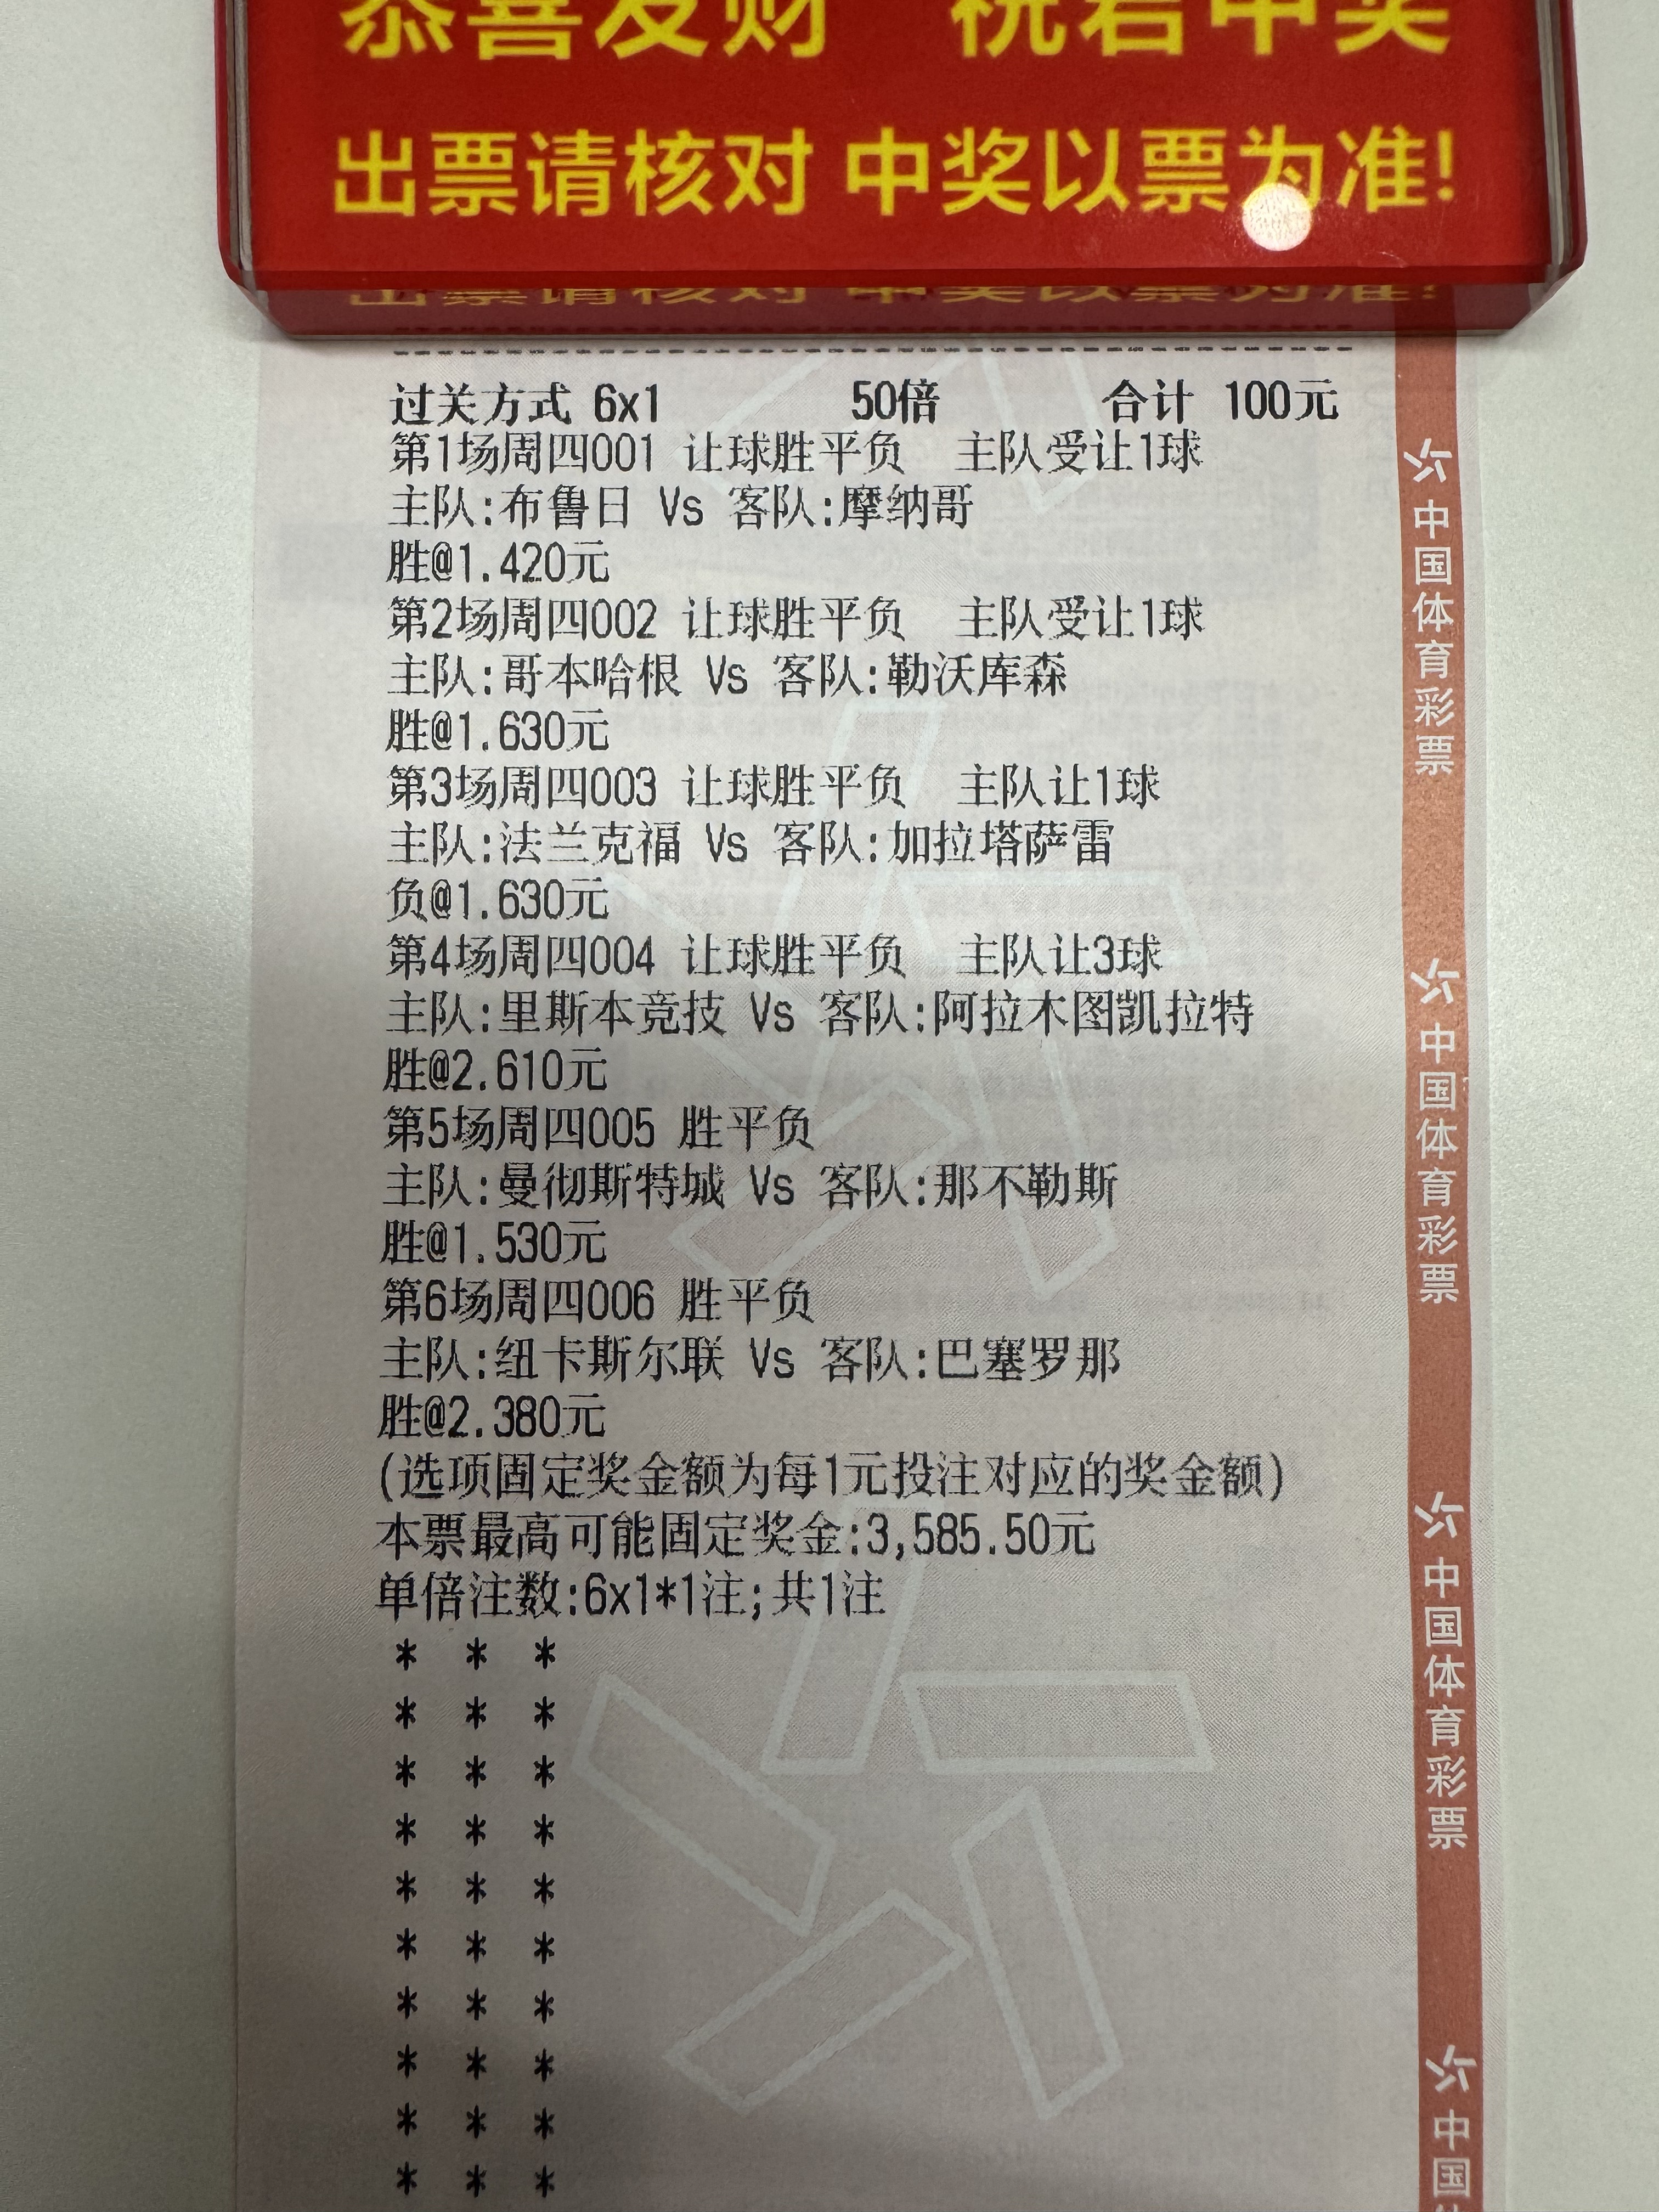 恭喜发财 祝君中奖
出票请核对 中奖以票为准!
过关方式 6x1 50倍 合计 100元
第1场周四001 让球胜平负 主队受让1球
主队:布鲁日 Vs 客队:摩纳哥
胜@1.420元
第2场周四002 让球胜平负 主队受让1球
主队:哥本哈根 Vs 客队:勒沃库森
胜@1.630元
第3场周四003 让球胜平负 主队让1球
主队:法兰克福 Vs 客队:加拉塔萨雷
负@1.630元
第4场周四004 让球胜平负 主队让3球
主队:里斯本竞技 Vs 客队:阿拉木图凯拉特
胜@2.610元
第5场周四005 胜平负
主队:曼彻斯特城 Vs 客队:那不勒斯
胜@1.530元
第6场周四006 胜平负
主队:纽卡斯尔联 Vs 客队:巴塞罗那
胜@2.380元
(选项固定奖金额为每1元投注对应的奖金额)
本票最高可能固定奖金:3,585.50元
单倍注数:6x1*1注;共1注
* * *
* * *
* * *
* * *
* * *
* * *
* * *
* * *
* * *
* * *
中国体育彩票
中国体育彩票
中国体育彩票
中国